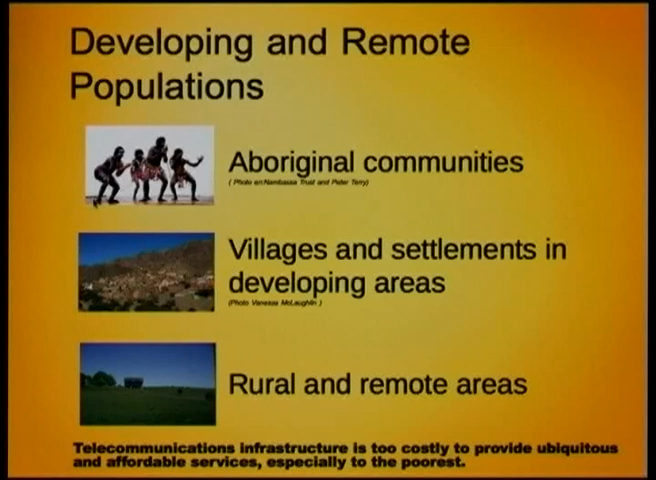 Developing and Remote
Populations
Aboriginal communities
( Photo en:Nambassa Trust and Peter Terry)
Villages and settlements in
developing areas
(Photo Vanessa McLaughlin )
Rural and remote areas
Telecommunications infrastructure is too costly to provide ubiquitous
and affordable services, especially to the poorest.